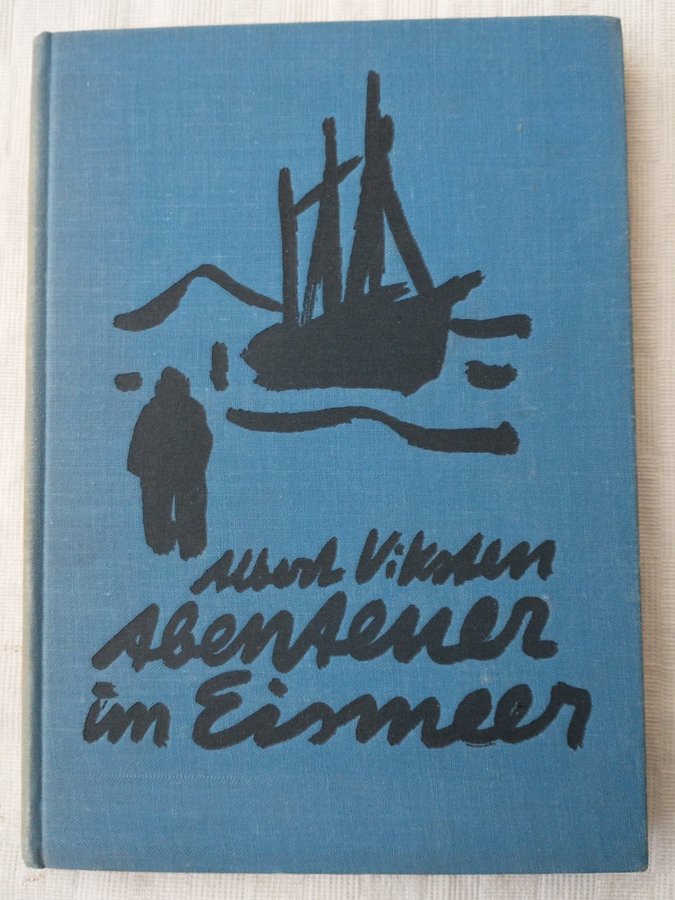 Albert Viksten
Abenteuer
im Eismeer